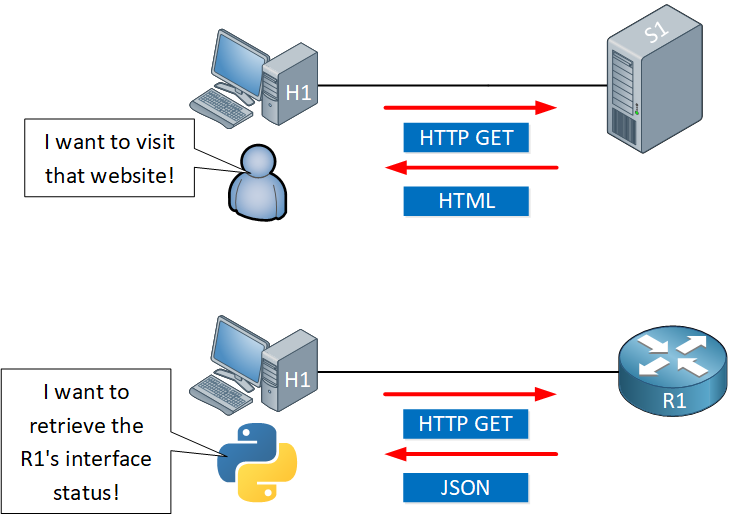 S1
H1
HTTP GET
I want to visit
that website!
HTML
H1
R1
I want to
retrieve the
R1's interface
status!
HTTP GET
JSON